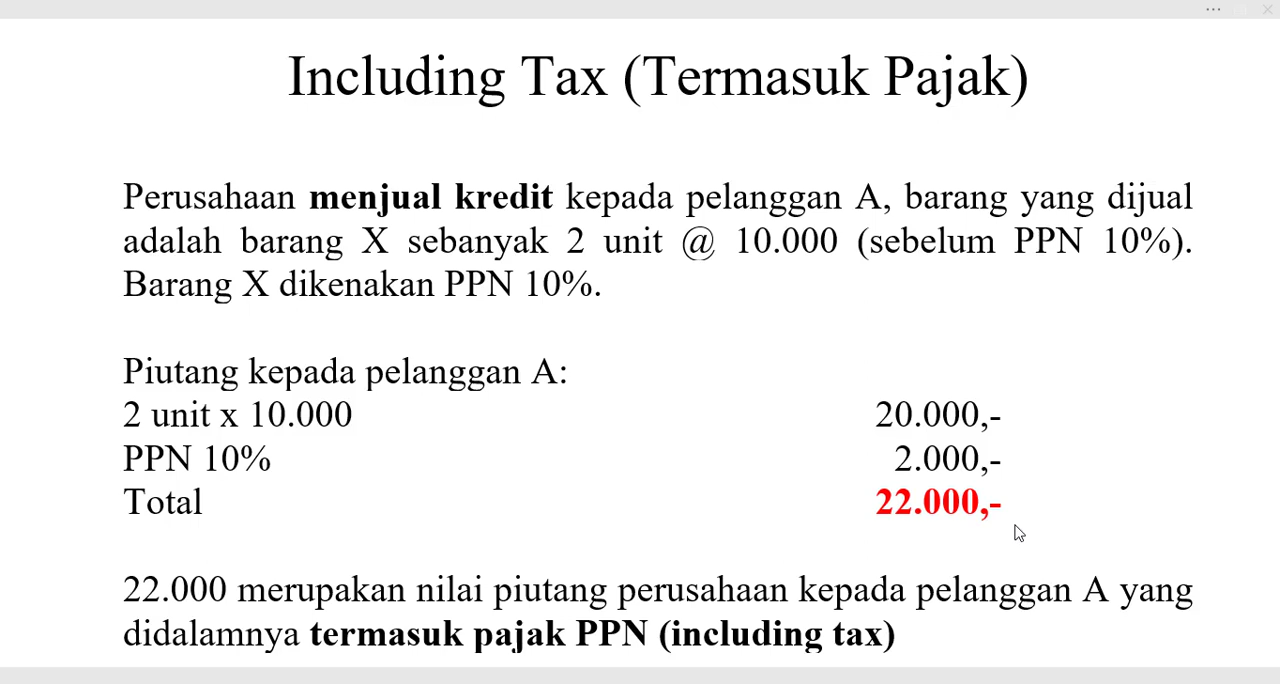 Including Tax (Termasuk Pajak)
Perusahaan menjual kredit kepada pelanggan A, barang yang dijual
adalah barang X sebanyak 2 unit @ 10.000 (sebelum PPN 10%).
Barang X dikenakan PPN 10%.
Piutang kepada pelanggan A:
2 unit x 10.000 20.000,-
PPN 10% 2.000,-
Total 22.000,-
22.000 merupakan nilai piutang perusahaan kepada pelanggan A yang
didalamnya termasuk pajak PPN (including tax)